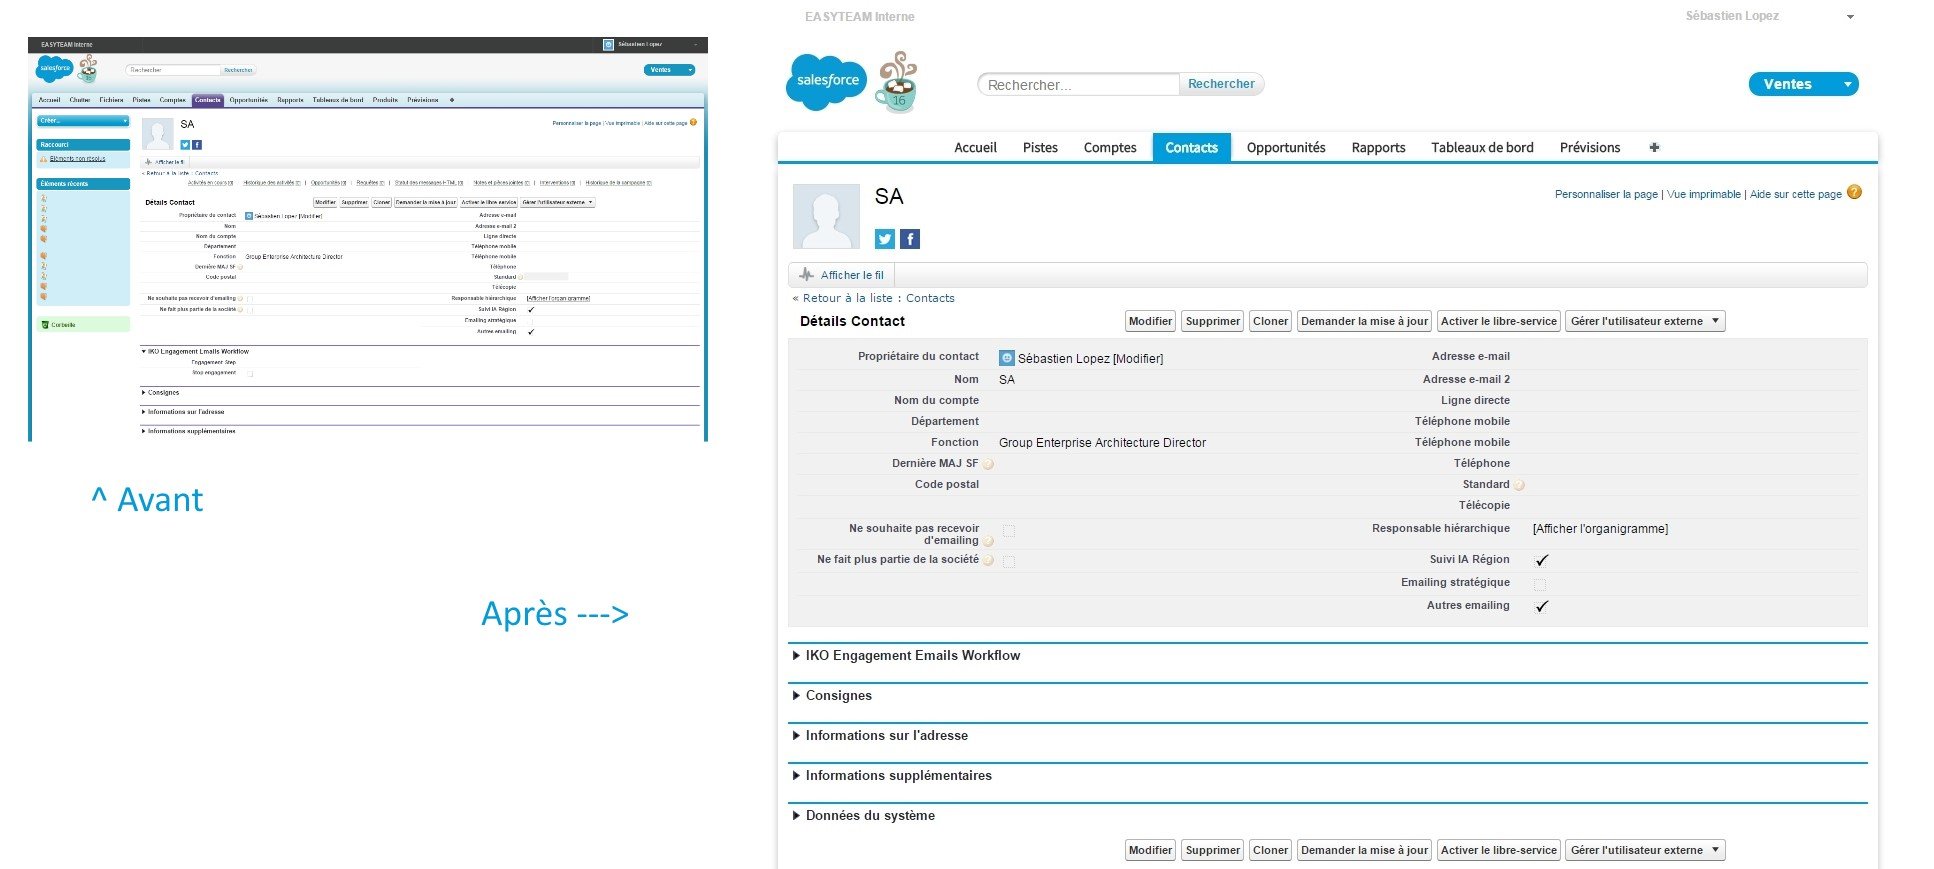 EASYTEAM Interne
Sébastien Lopez
salesforce
Rechercher
Rechercher
Ventes
Accueil Chatter Fichiers Pistes Comptes Contacts Opportunités Rapports Tableaux de bord Produits Prévisions +
Créer...
Raccourci
Éléments non résolus
Éléments récents
Corbeille
SA
Personnaliser la page | Vue imprimable | Aide sur cette page
Afficher le fil
« Retour à la liste : Contacts
Activités en cours [0] | Historique des activités [0] | Opportunités [0] | Requêtes [0] | Statut des messages HTML [0] | Notes et pièces jointes [0] | Interventions [0] | Historique de la campagne [0]
Détails Contact
Modifier Supprimer Cloner Demander la mise à jour Activer le libre-service Gérer l'utilisateur externe
Propriétaire du contact Sébastien Lopez [Modifier] Adresse e-mail
Nom Adresse e-mail 2
Nom du compte Ligne directe
Département Téléphone mobile
Fonction Group Enterprise Architecture Director Téléphone mobile
Dernière MAJ SF Téléphone
Code postal Standard
Télécopie
Ne souhaite pas recevoir d'emailing Responsable hiérarchique [Afficher l'organigramme]
Ne fait plus partie de la société Suivi IA Région
Emailing stratégique
Autres emailing
IKO Engagement Emails Workflow
Engagement Step
Stop engagement
Consignes
Informations sur l'adresse
Informations supplémentaires
^ Avant
Après --->
EASYTEAM Interne
Sébastien Lopez
salesforce
16
Rechercher...
Rechercher
Ventes
Accueil Pistes Comptes Contacts Opportunités Rapports Tableaux de bord Prévisions +
SA
Personnaliser la page | Vue imprimable | Aide sur cette page ?
Afficher le fil
« Retour à la liste : Contacts
Détails Contact
Modifier Supprimer Cloner Demander la mise à jour Activer le libre-service Gérer l'utilisateur externe
Propriétaire du contact Sébastien Lopez [Modifier] Adresse e-mail
Nom SA Adresse e-mail 2
Nom du compte Ligne directe
Département Téléphone mobile
Fonction Group Enterprise Architecture Director Téléphone mobile
Dernière MAJ SF Téléphone
Code postal Standard
Télécopie
Ne souhaite pas recevoir
d'emailing
Responsable hiérarchique [Afficher l'organigramme]
Ne fait plus partie de la société Suivi IA Région
Emailing stratégique
Autres emailing
IKO Engagement Emails Workflow
Consignes
Informations sur l'adresse
Informations supplémentaires
Données du système
Modifier Supprimer Cloner Demander la mise à jour Activer le libre-service Gérer l'utilisateur externe